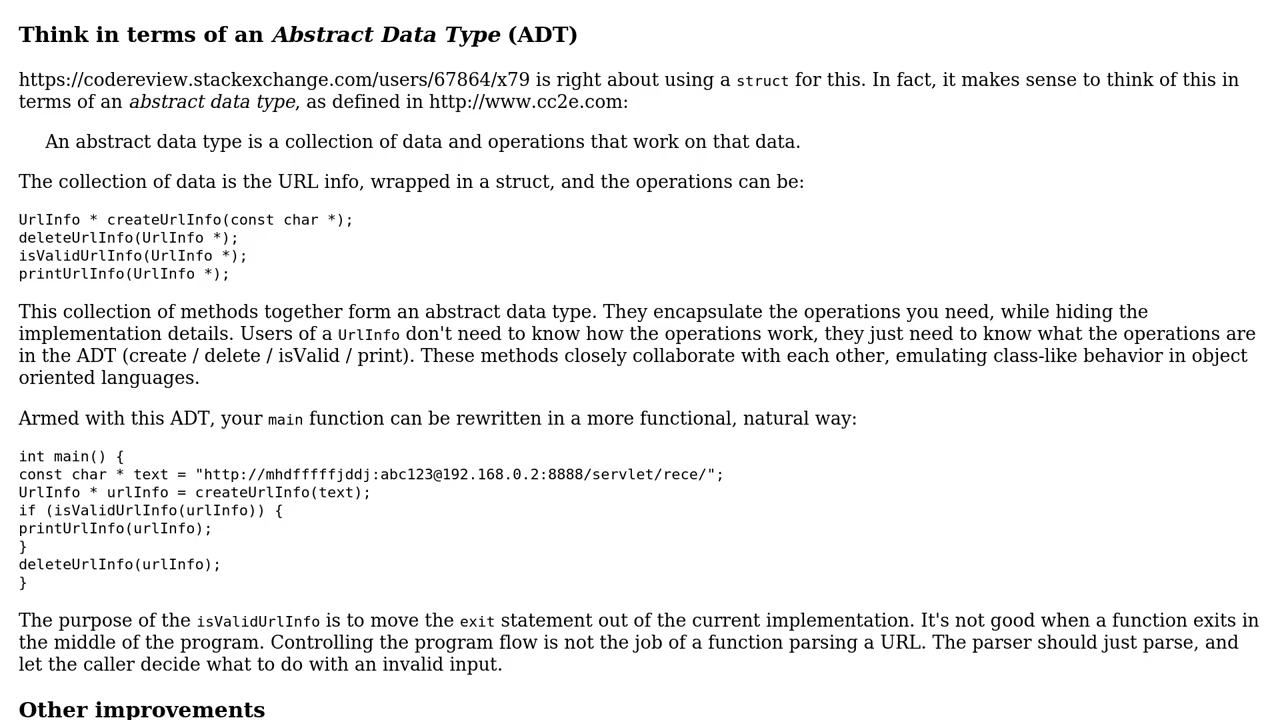 Think in terms of an Abstract Data Type (ADT)
https://codereview.stackexchange.com/users/67864/x79 is right about using a struct for this. In fact, it makes sense to think of this in
terms of an abstract data type, as defined in http://www.cc2e.com:
An abstract data type is a collection of data and operations that work on that data.
The collection of data is the URL info, wrapped in a struct, and the operations can be:
UrlInfo * createUrlInfo(const char *);
deleteUrlInfo(UrlInfo *);
isValidUrlInfo(UrlInfo *);
printUrlInfo(UrlInfo *);
This collection of methods together form an abstract data type. They encapsulate the operations you need, while hiding the
implementation details. Users of a UrlInfo don't need to know how the operations work, they just need to know what the operations are
in the ADT (create / delete / isValid / print). These methods closely collaborate with each other, emulating class-like behavior in object
oriented languages.
Armed with this ADT, your main function can be rewritten in a more functional, natural way:
int main() {
const char * text = "http://mhdfffffjddj:abc123@192.168.0.2:8888/servlet/rece/";
UrlInfo * urlInfo = createUrlInfo(text);
if (isValidUrlInfo(urlInfo)) {
printUrlInfo(urlInfo);
}
deleteUrlInfo(urlInfo);
}
The purpose of the isValidUrlInfo is to move the exit statement out of the current implementation. It's not good when a function exits in
the middle of the program. Controlling the program flow is not the job of a function parsing a URL. The parser should just parse, and
let the caller decide what to do with an invalid input.
Other improvements